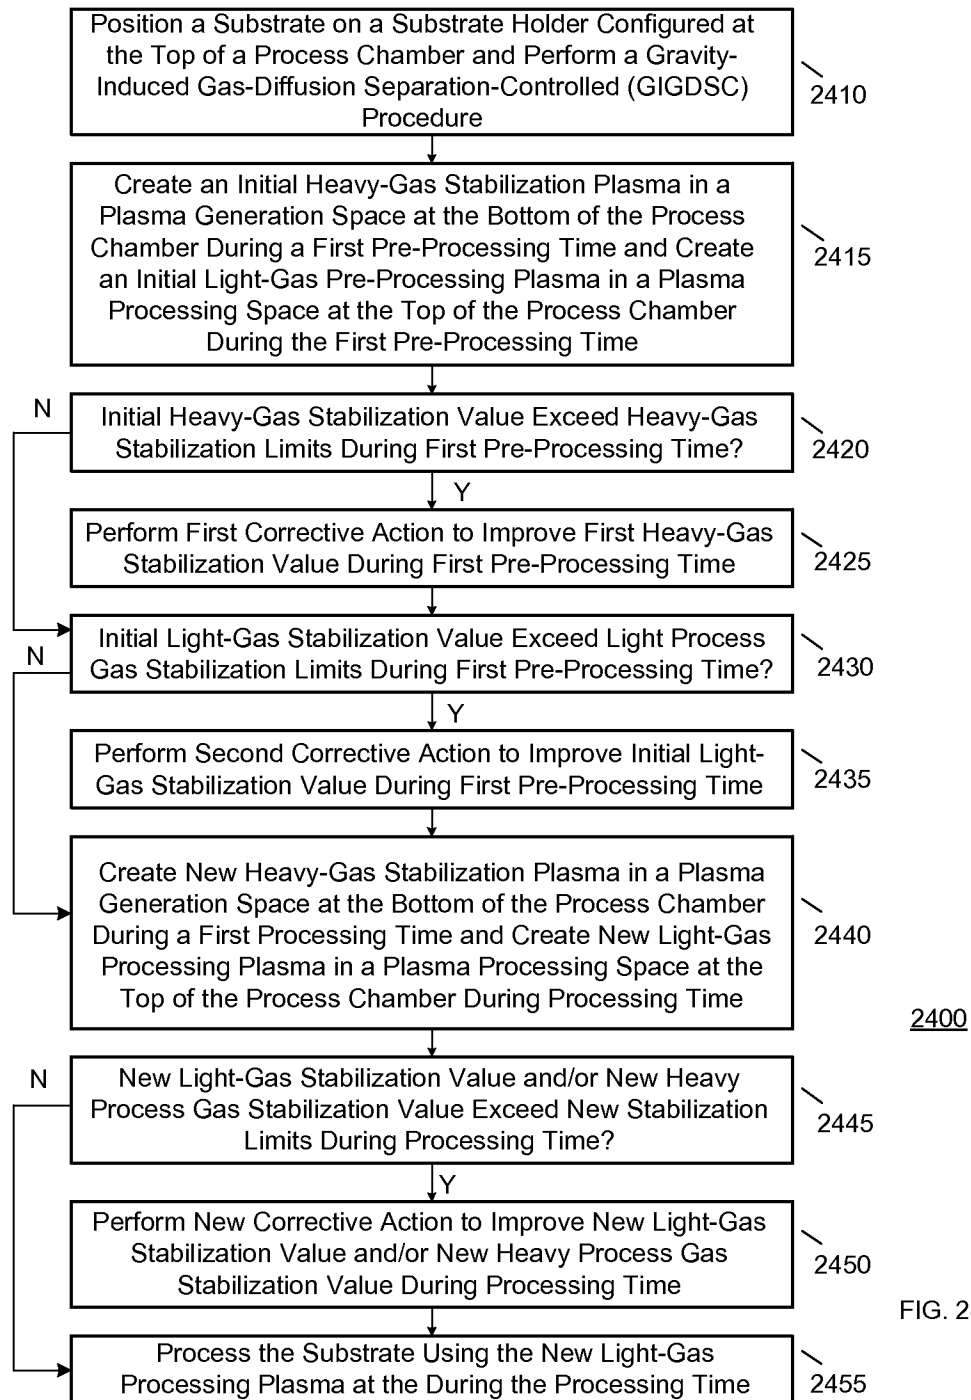 Position a Substrate on a Substrate Holder Configured at
the Top of a Process Chamber and Perform a Gravity-
Induced Gas-Diffusion Separation-Controlled (GIGDSC)
Procedure
2410
Create an Initial Heavy-Gas Stabilization Plasma in a
Plasma Generation Space at the Bottom of the Process
Chamber During a First Pre-Processing Time and Create
an Initial Light-Gas Pre-Processing Plasma in a Plasma
Processing Space at the Top of the Process Chamber
During the First Pre-Processing Time
2415
N
Initial Heavy-Gas Stabilization Value Exceed Heavy-Gas
Stabilization Limits During First Pre-Processing Time?
2420
Y
Perform First Corrective Action to Improve First Heavy-Gas
Stabilization Value During First Pre-Processing Time
2425
Initial Light-Gas Stabilization Value Exceed Light Process
Gas Stabilization Limits During First Pre-Processing Time?
2430
N
Y
Perform Second Corrective Action to Improve Initial Light-
Gas Stabilization Value During First Pre-Processing Time
2435
Create New Heavy-Gas Stabilization Plasma in a Plasma
Generation Space at the Bottom of the Process Chamber
During a First Processing Time and Create New Light-Gas
Processing Plasma in a Plasma Processing Space at the
Top of the Process Chamber During Processing Time
2440
2400
N
New Light-Gas Stabilization Value and/or New Heavy
Process Gas Stabilization Value Exceed New Stabilization
Limits During Processing Time?
2445
Y
Perform New Corrective Action to Improve New Light-Gas
Stabilization Value and/or New Heavy Process Gas
Stabilization Value During Processing Time
2450
FIG. 2
Process the Substrate Using the New Light-Gas
Processing Plasma at the During the Processing Time
2455